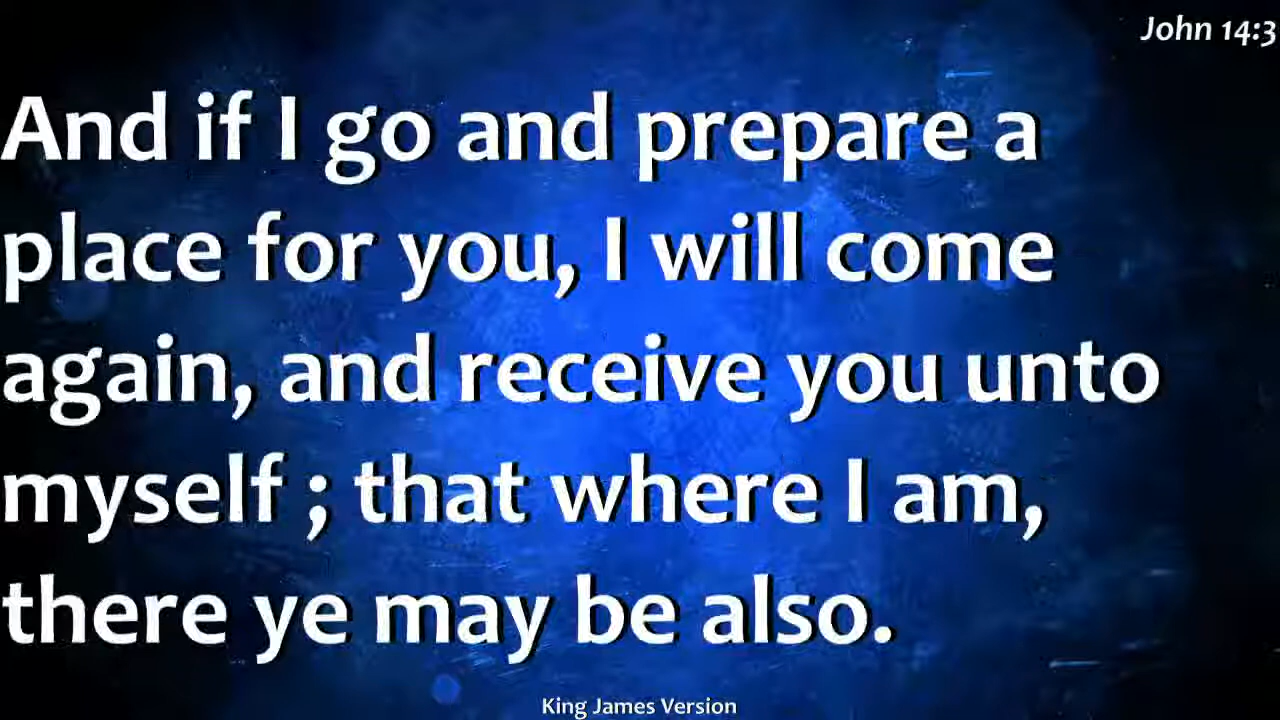 John 14:3
And if I go and prepare a
place for you, I will come
again, and receive you unto
myself ; that where I am,
there ye may be also.
King James Version